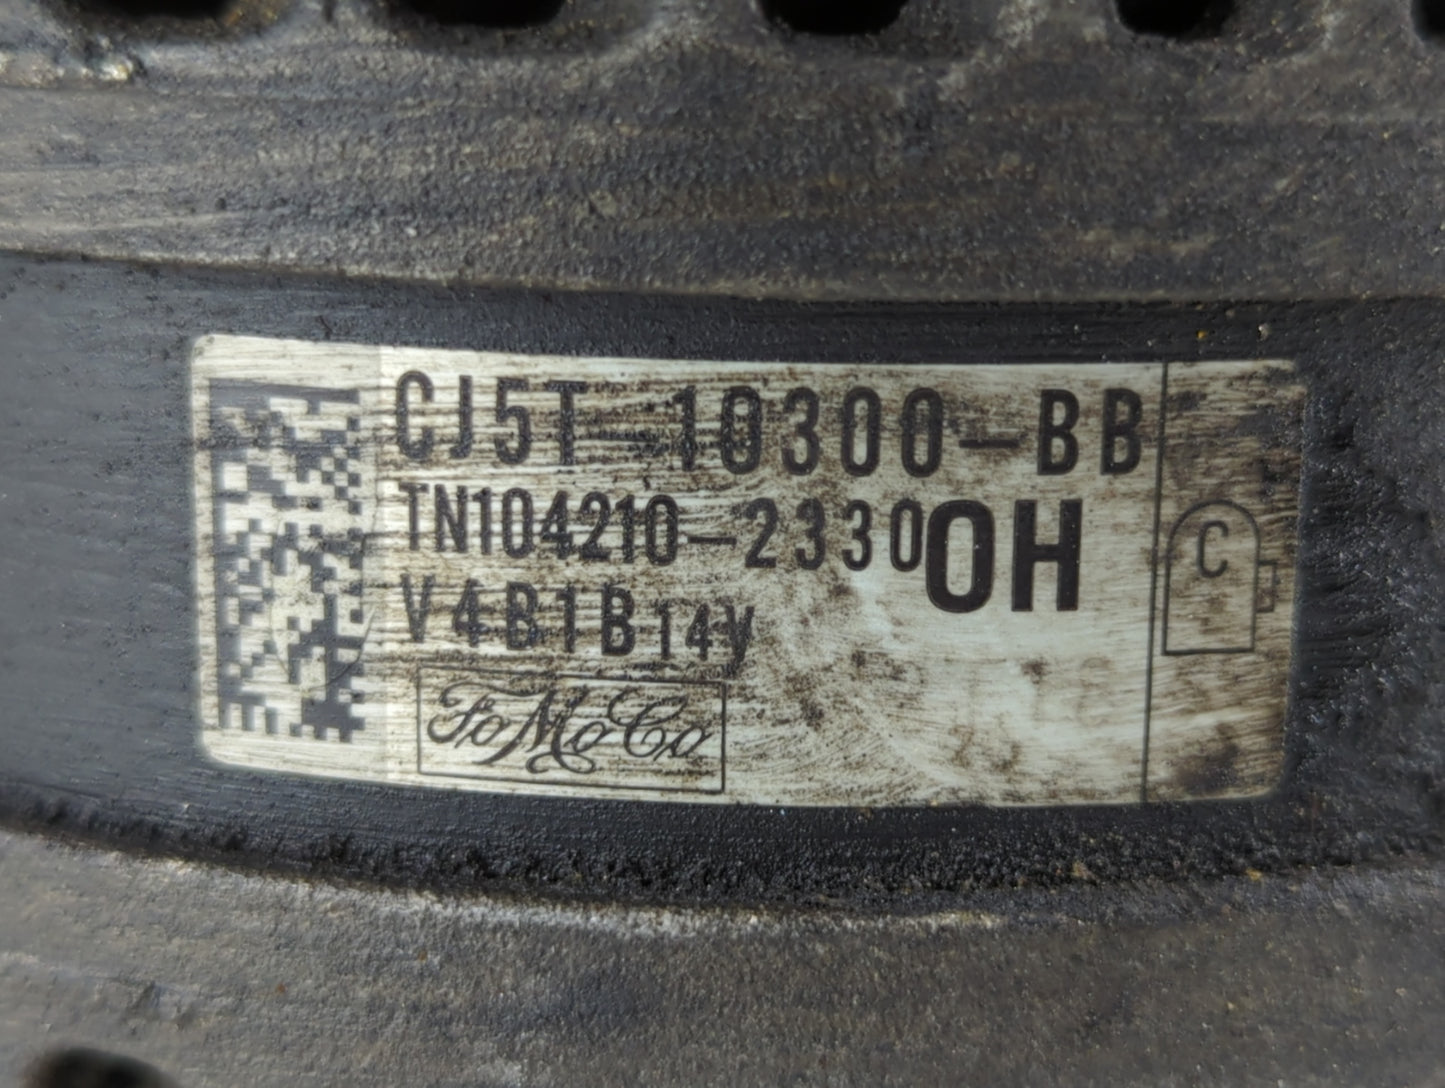 CJ5T-10300-BB
TN104210-2330 OH
V4B1B 14V
FoMoCo
C